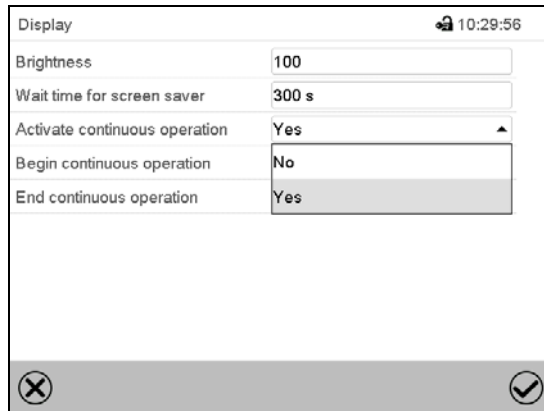 Display 10:29:56
Brightness 100
Wait time for screen saver 300 s
Activate continuous operation Yes
Begin continuous operation No
End continuous operation Yes